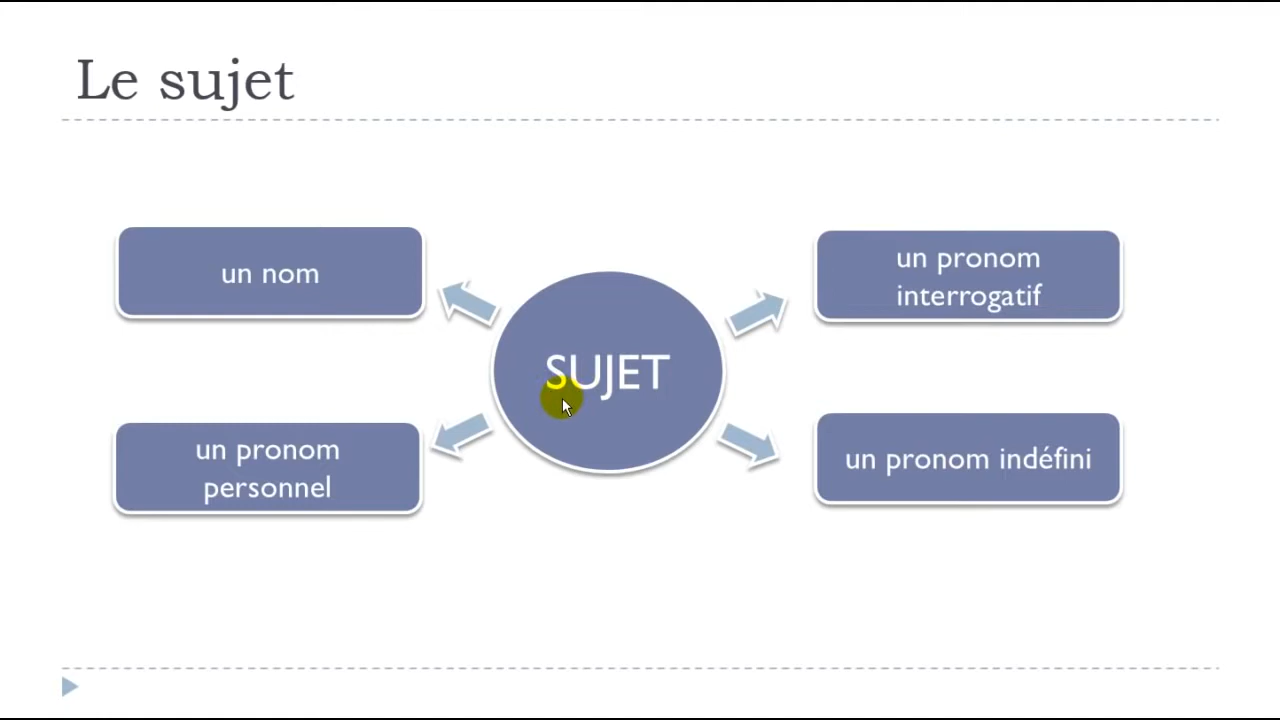 Le sujet
un nom
un pronom
interrogatif
SUJET
un pronom
personnel
un pronom indéfini